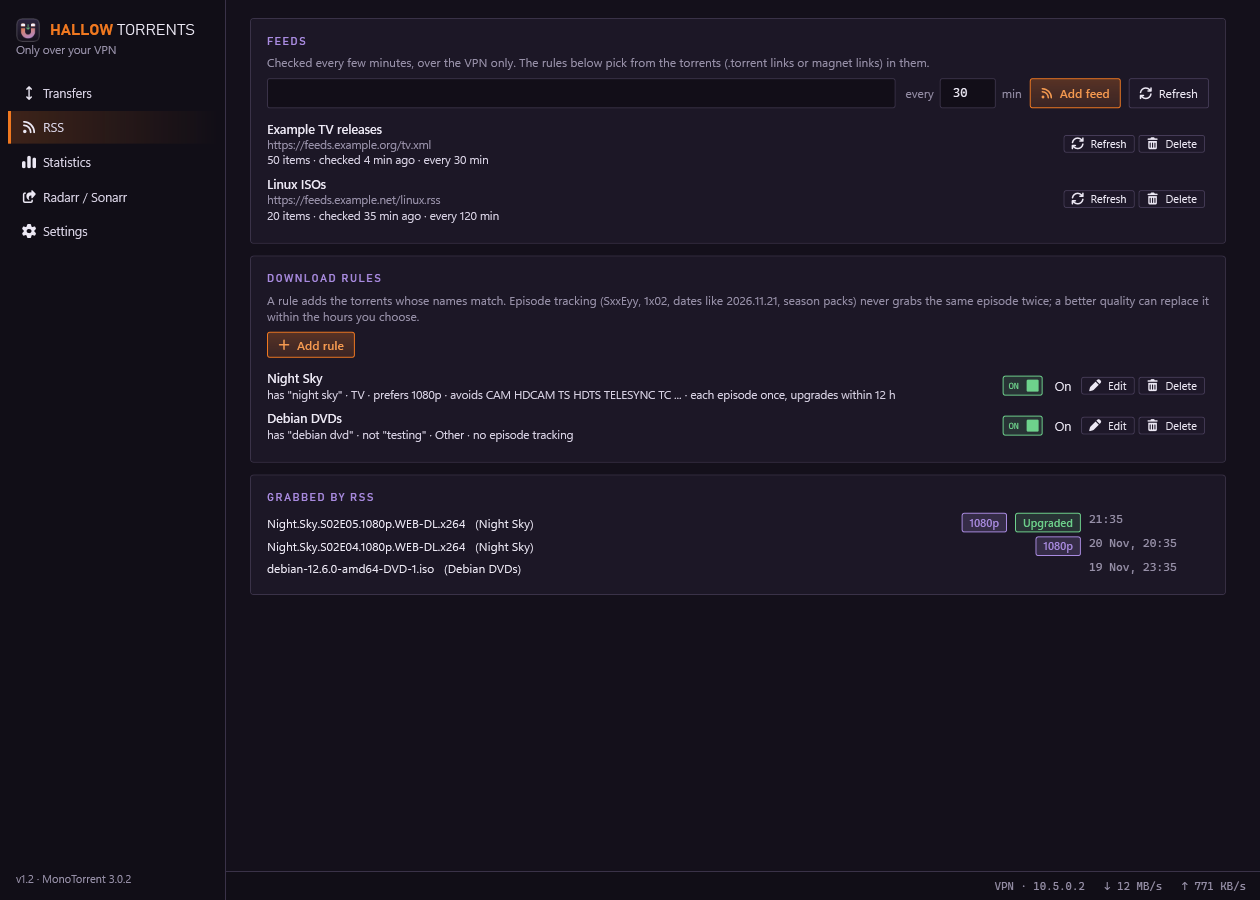 HALLOW TORRENTS
Only over your VPN
Transfers
RSS
Statistics
Radarr / Sonarr
Settings
v1.2 · MonoTorrent 3.0.2
FEEDS
Checked every few minutes, over the VPN only. The rules below pick from the torrents (.torrent links or magnet links) in them.
every 30 min Add feed Refresh
Example TV releases
https://feeds.example.org/tv.xml
50 items · checked 4 min ago · every 30 min
Refresh Delete
Linux ISOs
https://feeds.example.net/linux.rss
20 items · checked 35 min ago · every 120 min
Refresh Delete
DOWNLOAD RULES
A rule adds the torrents whose names match. Episode tracking (SxxEyy, 1x02, dates like 2026.11.21, season packs) never grabs the same episode twice; a better quality can replace it
within the hours you choose.
Add rule
Night Sky
has "night sky" · TV · prefers 1080p · avoids CAM HDCAM TS HDTS TELESYNC TC ... · each episode once, upgrades within 12 h
ON On Edit Delete
Debian DVDs
has "debian dvd" · not "testing" · Other · no episode tracking
ON On Edit Delete
GRABBED BY RSS
Night.Sky.S02E05.1080p.WEB-DL.x264 (Night Sky) 1080p Upgraded 21:35
Night.Sky.S02E04.1080p.WEB-DL.x264 (Night Sky) 1080p 20 Nov, 20:35
debian-12.6.0-amd64-DVD-1.iso (Debian DVDs) 19 Nov, 23:35
VPN · 10.5.0.2 ↓ 12 MB/s ↑ 771 KB/s